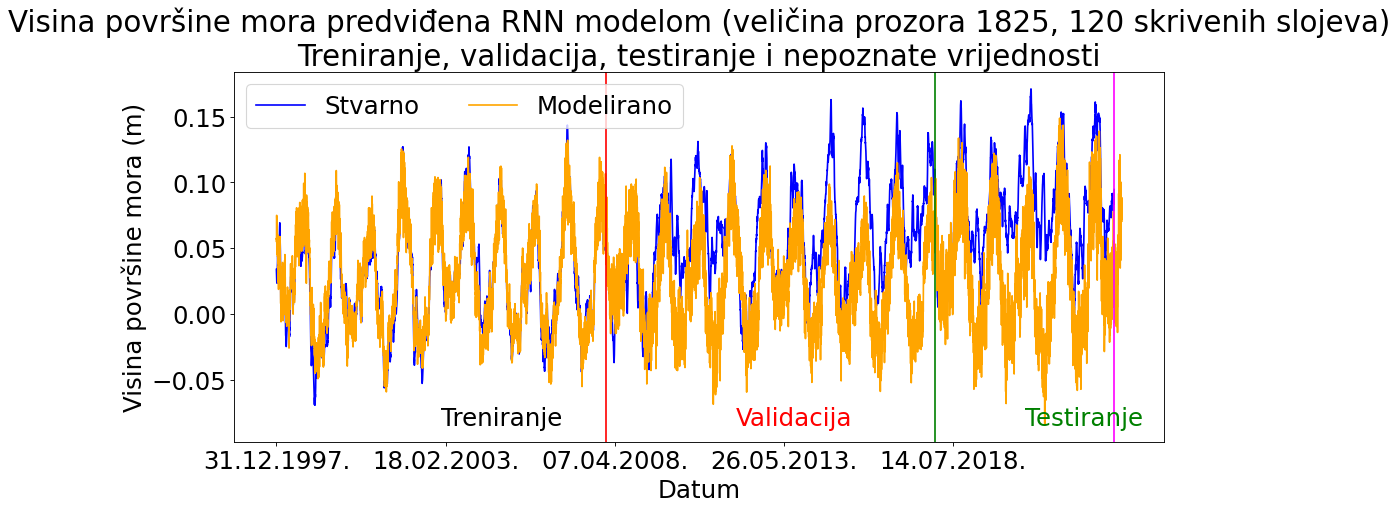 Visina površine mora predviđena RNN modelom (veličina prozora 1825, 120 skrivenih slojeva)
Treniranje, validacija, testiranje i nepoznate vrijednosti
Stvarno Modelirano
Visina površine mora (m)
0.15
0.10
0.05
0.00
−0.05
Treniranje Validacija Testiranje
31.12.1997. 18.02.2003. 07.04.2008. 26.05.2013. 14.07.2018.
Datum